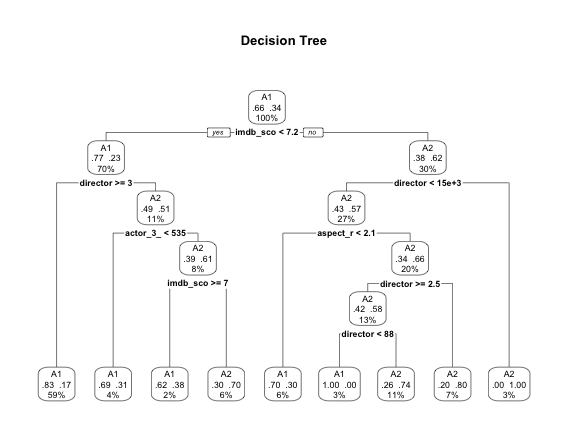 Decision Tree
A1
.66 .34
100%
yes imdb_sco < 7.2 no
A1
.77 .23
70%
A2
.38 .62
30%
director >= 3
director < 15e+3
A2
.49 .51
11%
A2
.43 .57
27%
actor_3_ < 535
aspect_r < 2.1
A2
.39 .61
8%
A2
.34 .66
20%
imdb_sco >= 7
director >= 2.5
A2
.42 .58
13%
director < 88
A1
.83 .17
59%
A1
.69 .31
4%
A1
.62 .38
2%
A2
.30 .70
6%
A1
.70 .30
6%
A1
1.00 .00
3%
A2
.26 .74
11%
A2
.20 .80
7%
A2
.00 1.00
3%